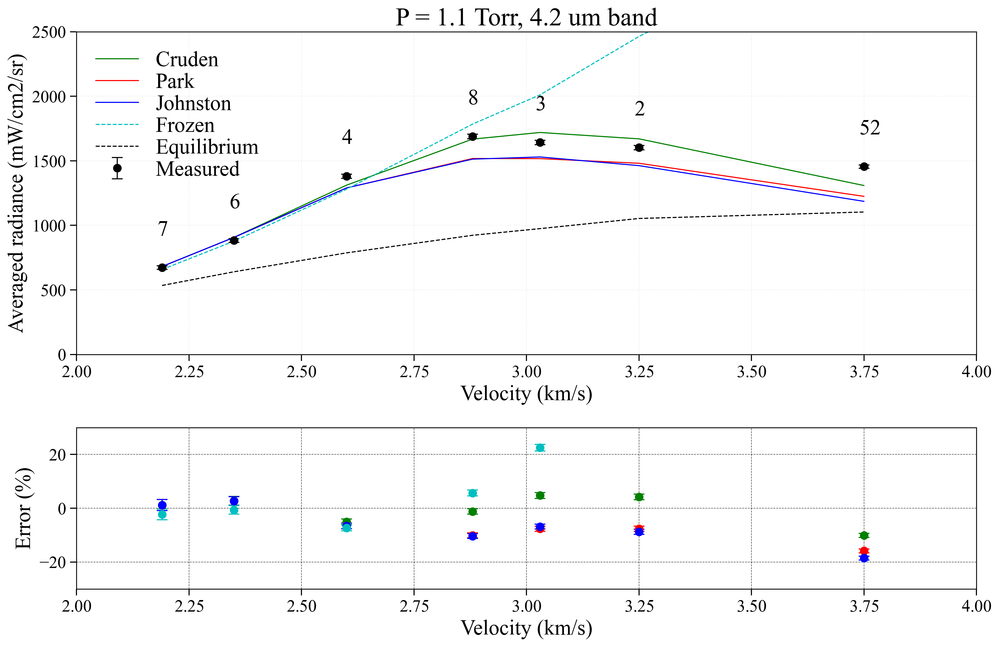 P = 1.1 Torr, 4.2 um band
2500
2000
1500
1000
500
0
Averaged radiance (mW/cm2/sr)
Cruden
Park
Johnston
Frozen
Equilibrium
Measured
7
6
4
8
3
2
52
2.00 2.25 2.50 2.75 3.00 3.25 3.50 3.75 4.00
Velocity (km/s)
20
0
−20
Error (%)
2.00 2.25 2.50 2.75 3.00 3.25 3.50 3.75 4.00
Velocity (km/s)